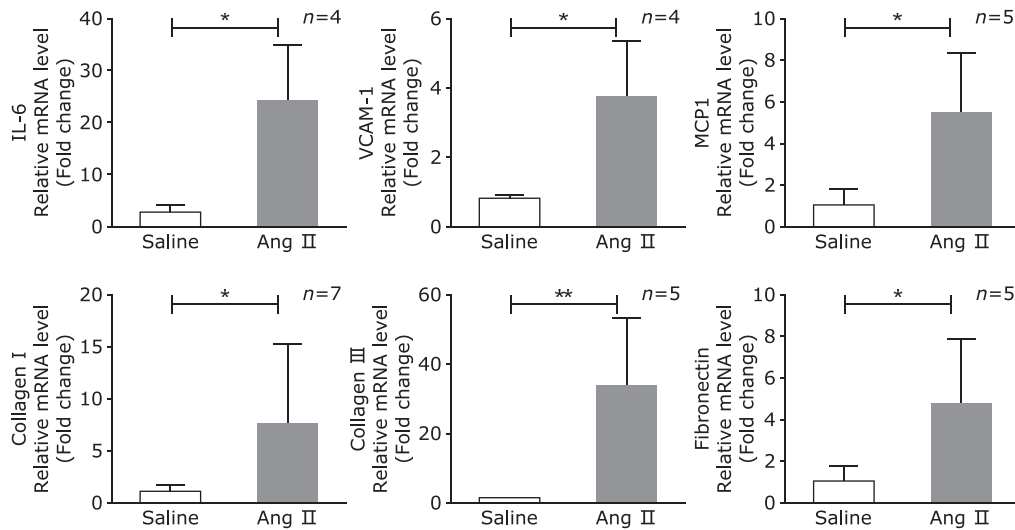 IL-6
Relative mRNA level
(Fold change)
40
30
20
10
0
*
n=4
Saline
Ang Ⅱ
VCAM-1
Relative mRNA level
(Fold change)
6
4
2
0
*
n=4
Saline
Ang Ⅱ
MCP1
Relative mRNA level
(Fold change)
10
8
6
4
2
0
*
n=5
Saline
Ang Ⅱ
Collagen Ⅰ
Relative mRNA level
(Fold change)
20
15
10
5
0
*
n=7
Saline
Ang Ⅱ
Collagen Ⅲ
Relative mRNA level
(Fold change)
60
40
20
0
**
n=5
Saline
Ang Ⅱ
Fibronectin
Relative mRNA level
(Fold change)
10
8
6
4
2
0
*
n=5
Saline
Ang Ⅱ